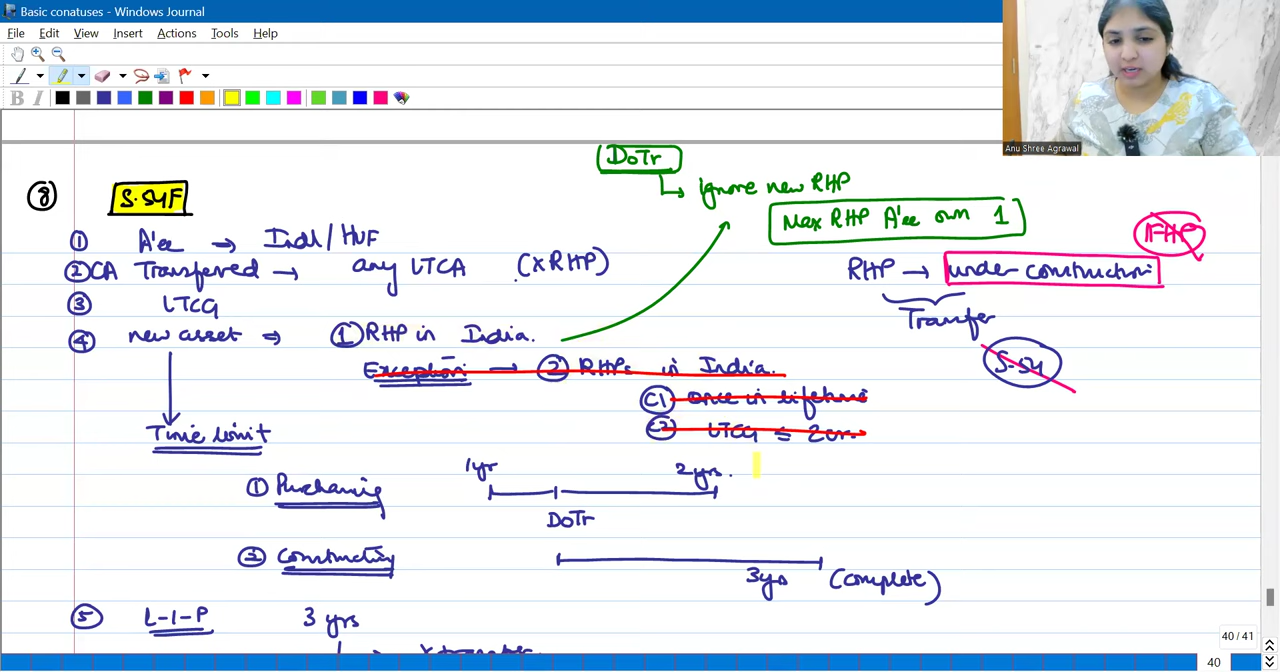 Basic conatuses - Windows Journal
File Edit View Insert Actions Tools Help
B I
Anu Shree Agrawal
DoTr
↳ Ignore new RHP
Max RHP A'ee own 1
⑧ S.54F
① A'ee → Indl/HUF
② CA Transferred → any LTCA (x RHP)
③ LTCG
④ new asset ⇒ ① RHP in India.
Exception → ② RHPs in India.
C1 once in lifetime
C2 LTCG ≤ 2cr.
IFHP
RHP → under construction
Transfer
S-54
Time limit
① Purchasing 1yr 2yrs.
DoTr
② Constructing 3yrs (complete)
⑤ L-I-P 3 yrs
40 / 41
40